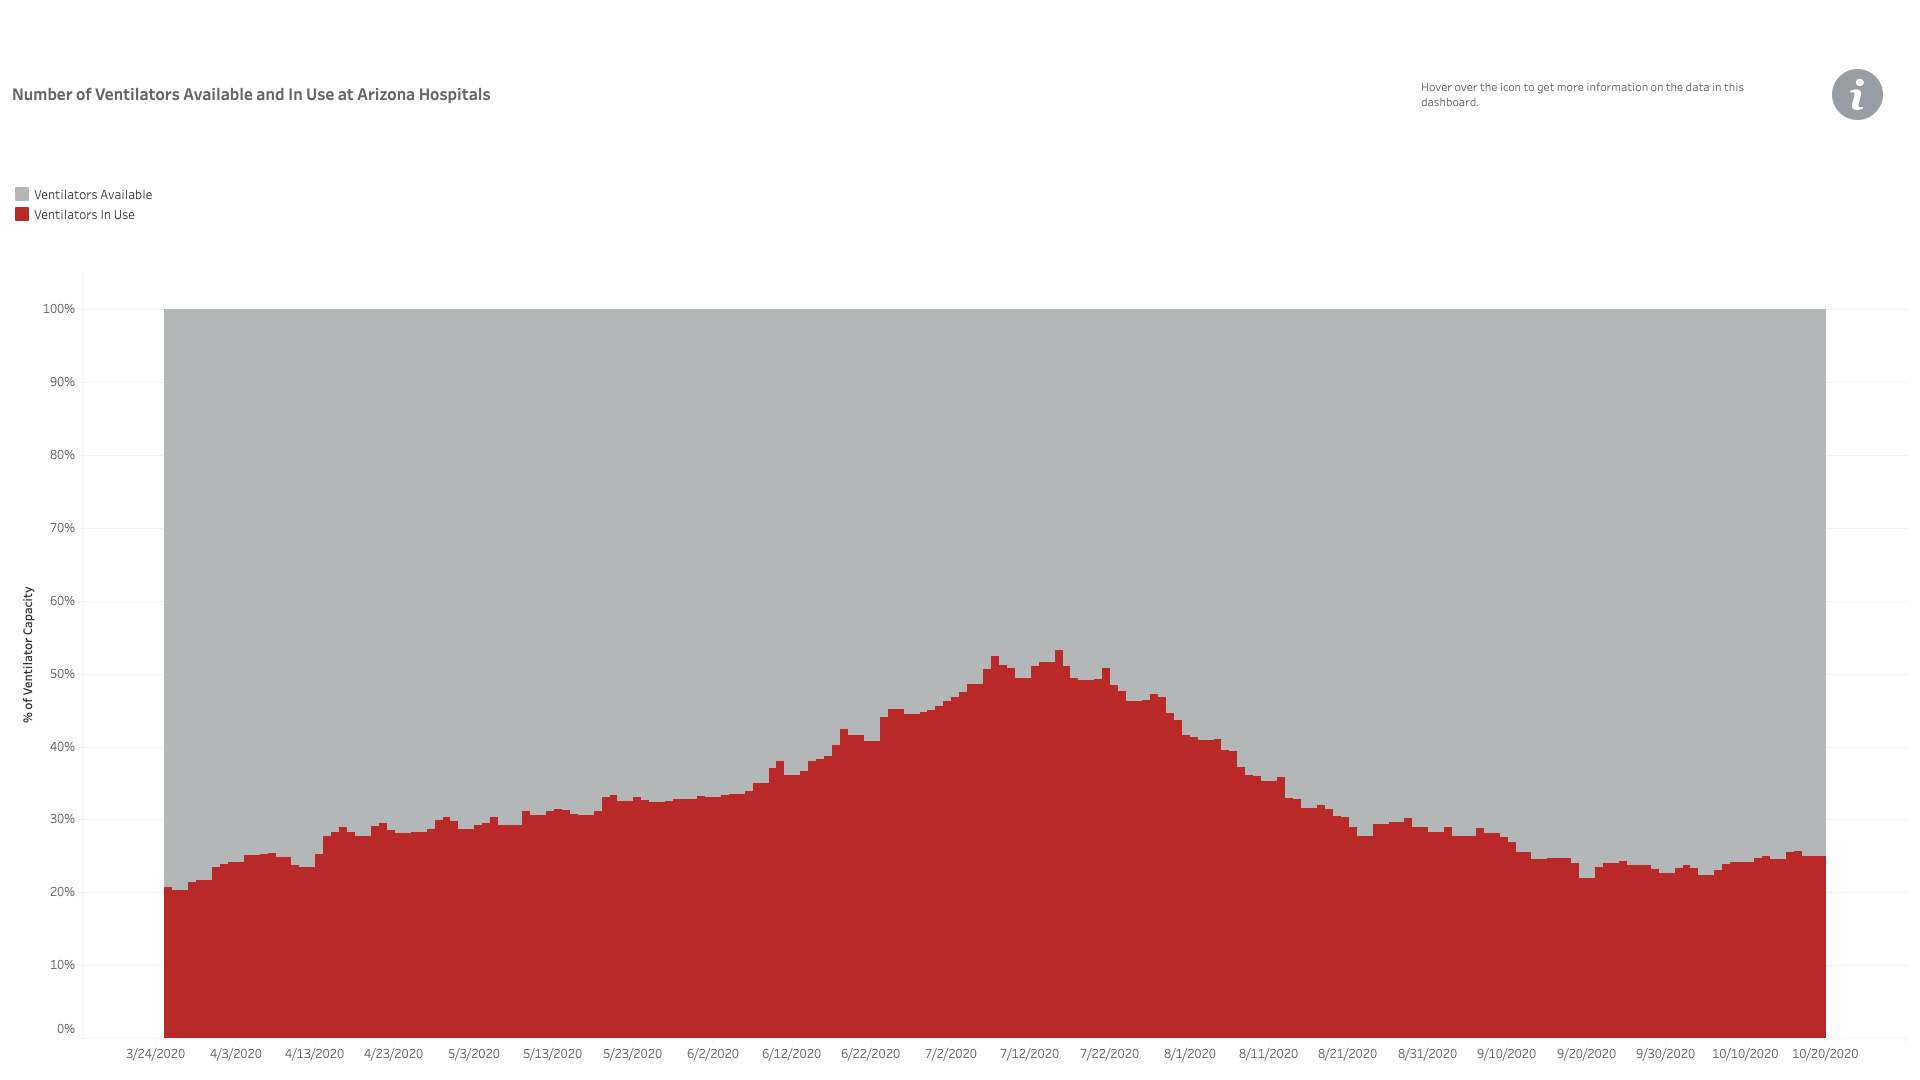 Number of Ventilators Available and In Use at Arizona Hospitals
Hover over the icon to get more information on the data in this
dashboard.
i
Ventilators Available
Ventilators In Use
% of Ventilator Capacity
100%
90%
80%
70%
60%
50%
40%
30%
20%
10%
0%
3/24/2020 4/3/2020 4/13/2020 4/23/2020 5/3/2020 5/13/2020 5/23/2020 6/2/2020 6/12/2020 6/22/2020 7/2/2020 7/12/2020 7/22/2020 8/1/2020 8/11/2020 8/21/2020 8/31/2020 9/10/2020 9/20/2020 9/30/2020 10/10/2020 10/20/2020